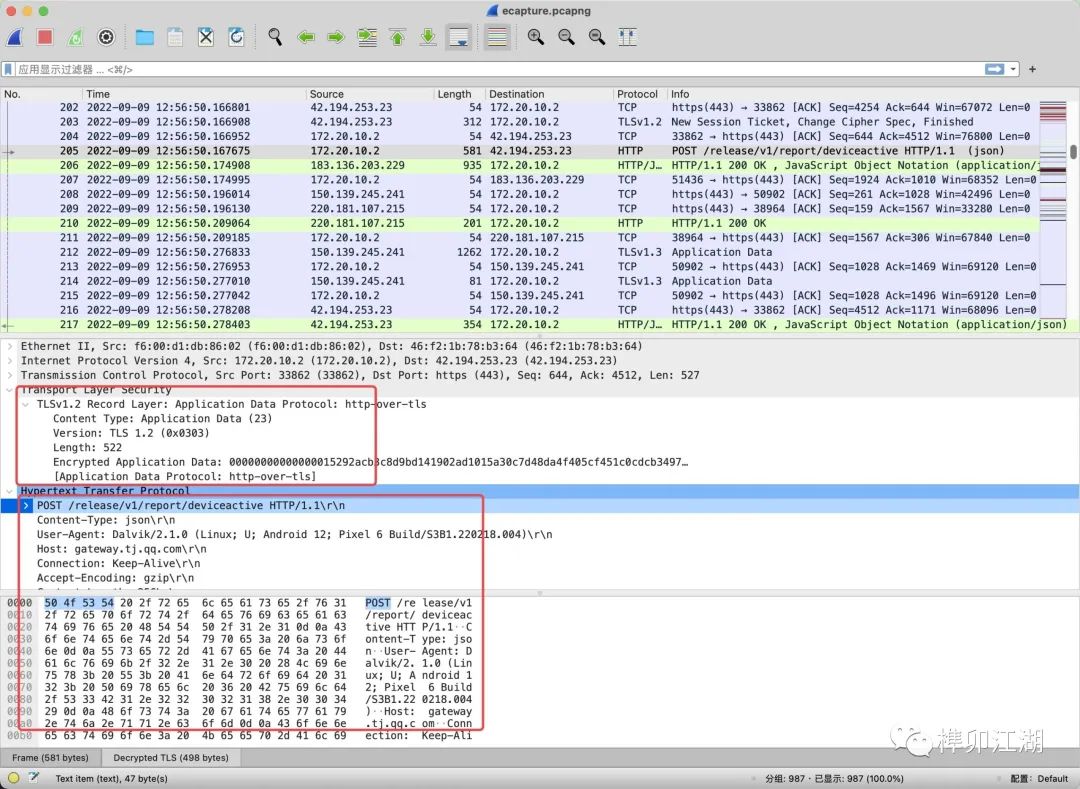 ecapture.pcapng
应用显示过滤器 … <⌘/>
No. Time Source Length Destination Protocol Info
202 2022-09-09 12:56:50.166801 42.194.253.23 54 172.20.10.2 TCP https(443) → 33862 [ACK] Seq=4254 Ack=644 Win=67072 Len=0
203 2022-09-09 12:56:50.166908 42.194.253.23 312 172.20.10.2 TLSv1.2 New Session Ticket, Change Cipher Spec, Finished
204 2022-09-09 12:56:50.166952 172.20.10.2 54 42.194.253.23 TCP 33862 → https(443) [ACK] Seq=644 Ack=4512 Win=76800 Len=0
205 2022-09-09 12:56:50.167675 172.20.10.2 581 42.194.253.23 HTTP POST /release/v1/report/deviceactive HTTP/1.1 (json)
206 2022-09-09 12:56:50.174908 183.136.203.229 935 172.20.10.2 HTTP/J… HTTP/1.1 200 OK , JavaScript Object Notation (application/j
207 2022-09-09 12:56:50.174995 172.20.10.2 54 183.136.203.229 TCP 51436 → https(443) [ACK] Seq=1924 Ack=1010 Win=68352 Len=0
208 2022-09-09 12:56:50.196014 150.139.245.241 54 172.20.10.2 TCP https(443) → 50902 [ACK] Seq=261 Ack=1028 Win=42496 Len=0
209 2022-09-09 12:56:50.196130 220.181.107.215 54 172.20.10.2 TCP https(443) → 38964 [ACK] Seq=159 Ack=1567 Win=33280 Len=0
210 2022-09-09 12:56:50.209064 220.181.107.215 201 172.20.10.2 HTTP HTTP/1.1 200 OK
211 2022-09-09 12:56:50.209185 172.20.10.2 54 220.181.107.215 TCP 38964 → https(443) [ACK] Seq=1567 Ack=306 Win=67840 Len=0
212 2022-09-09 12:56:50.276833 150.139.245.241 1262 172.20.10.2 TLSv1.3 Application Data
213 2022-09-09 12:56:50.276953 172.20.10.2 54 150.139.245.241 TCP 50902 → https(443) [ACK] Seq=1028 Ack=1469 Win=69120 Len=0
214 2022-09-09 12:56:50.277010 150.139.245.241 81 172.20.10.2 TLSv1.3 Application Data
215 2022-09-09 12:56:50.277042 172.20.10.2 54 150.139.245.241 TCP 50902 → https(443) [ACK] Seq=1028 Ack=1496 Win=69120 Len=0
216 2022-09-09 12:56:50.278208 42.194.253.23 54 172.20.10.2 TCP https(443) → 33862 [ACK] Seq=4512 Ack=1171 Win=68096 Len=0
217 2022-09-09 12:56:50.278403 42.194.253.23 354 172.20.10.2 HTTP/J… HTTP/1.1 200 OK , JavaScript Object Notation (application/json)
Ethernet II, Src: f6:00:d1:db:86:02 (f6:00:d1:db:86:02), Dst: 46:f2:1b:78:b3:64 (46:f2:1b:78:b3:64)
Internet Protocol Version 4, Src: 172.20.10.2 (172.20.10.2), Dst: 42.194.253.23 (42.194.253.23)
Transmission Control Protocol, Src Port: 33862 (33862), Dst Port: https (443), Seq: 644, Ack: 4512, Len: 527
Transport Layer Security
TLSv1.2 Record Layer: Application Data Protocol: http-over-tls
Content Type: Application Data (23)
Version: TLS 1.2 (0x0303)
Length: 522
Encrypted Application Data: 00000000000000015292acb3c8d9bd141902ad1015a30c7d48da4f405cf451c0cdcb3497…
[Application Data Protocol: http-over-tls]
Hypertext Transfer Protocol
POST /release/v1/report/deviceactive HTTP/1.1\r\n
Content-Type: json\r\n
User-Agent: Dalvik/2.1.0 (Linux; U; Android 12; Pixel 6 Build/S3B1.220218.004)\r\n
Host: gateway.tj.qq.com\r\n
Connection: Keep-Alive\r\n
Accept-Encoding: gzip\r\n
0000 50 4f 53 54 20 2f 72 65 6c 65 61 73 65 2f 76 31 POST /re lease/v1
0010 2f 72 65 70 6f 72 74 2f 64 65 76 69 63 65 61 63 /report/ deviceac
0020 74 69 76 65 20 48 54 54 50 2f 31 2e 31 0d 0a 43 tive HTT P/1.1··C
0030 6f 6e 74 65 6e 74 2d 54 79 70 65 3a 20 6a 73 6f ontent-T ype: jso
0040 6e 0d 0a 55 73 65 72 2d 41 67 65 6e 74 3a 20 44 n··User- Agent: D
0050 61 6c 76 69 6b 2f 32 2e 31 2e 30 20 28 4c 69 6e alvik/2. 1.0 (Lin
0060 75 78 3b 20 55 3b 20 41 6e 64 72 6f 69 64 20 31 ux; U; A ndroid 1
0070 32 3b 20 50 69 78 65 6c 20 36 20 42 75 69 6c 64 2; Pixel 6 Build
0080 2f 53 33 42 31 2e 32 32 30 32 31 38 2e 30 30 34 /S3B1.22 0218.004
0090 29 0d 0a 48 6f 73 74 3a 20 67 61 74 65 77 61 79 )··Host: gateway
00a0 2e 74 6a 2e 71 71 2e 63 6f 6d 0d 0a 43 6f 6e 6e .tj.qq.c om··Conn
00b0 65 63 74 69 6f 6e 3a 20 4b 65 65 70 2d 41 6c 69 ection: Keep-Ali
榫卯江湖
Frame (581 bytes) Decrypted TLS (498 bytes)
Text item (text), 47 byte(s) 分组: 987 · 已显示: 987 (100.0%) 配置: Default